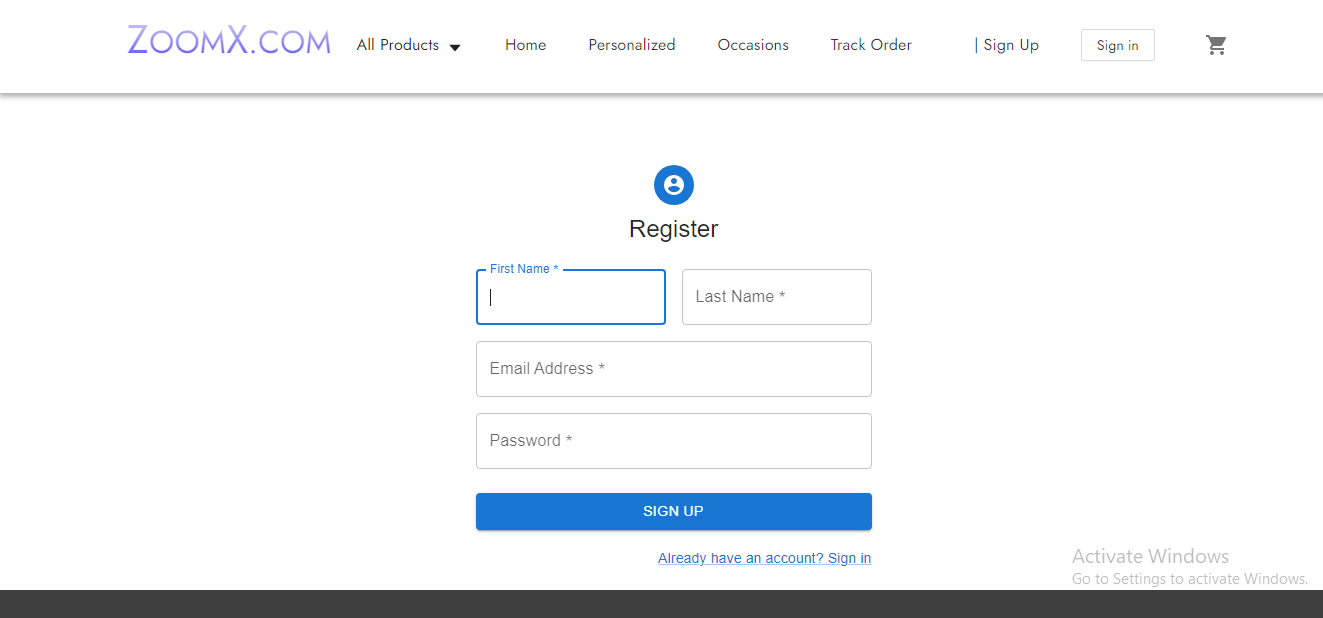 ZOOMX.COM All Products Home Personalized Occasions Track Order | Sign Up Sign in
Register
First Name *
Last Name *
Email Address *
Password *
SIGN UP
Already have an account? Sign in
Activate Windows
Go to Settings to activate Windows.